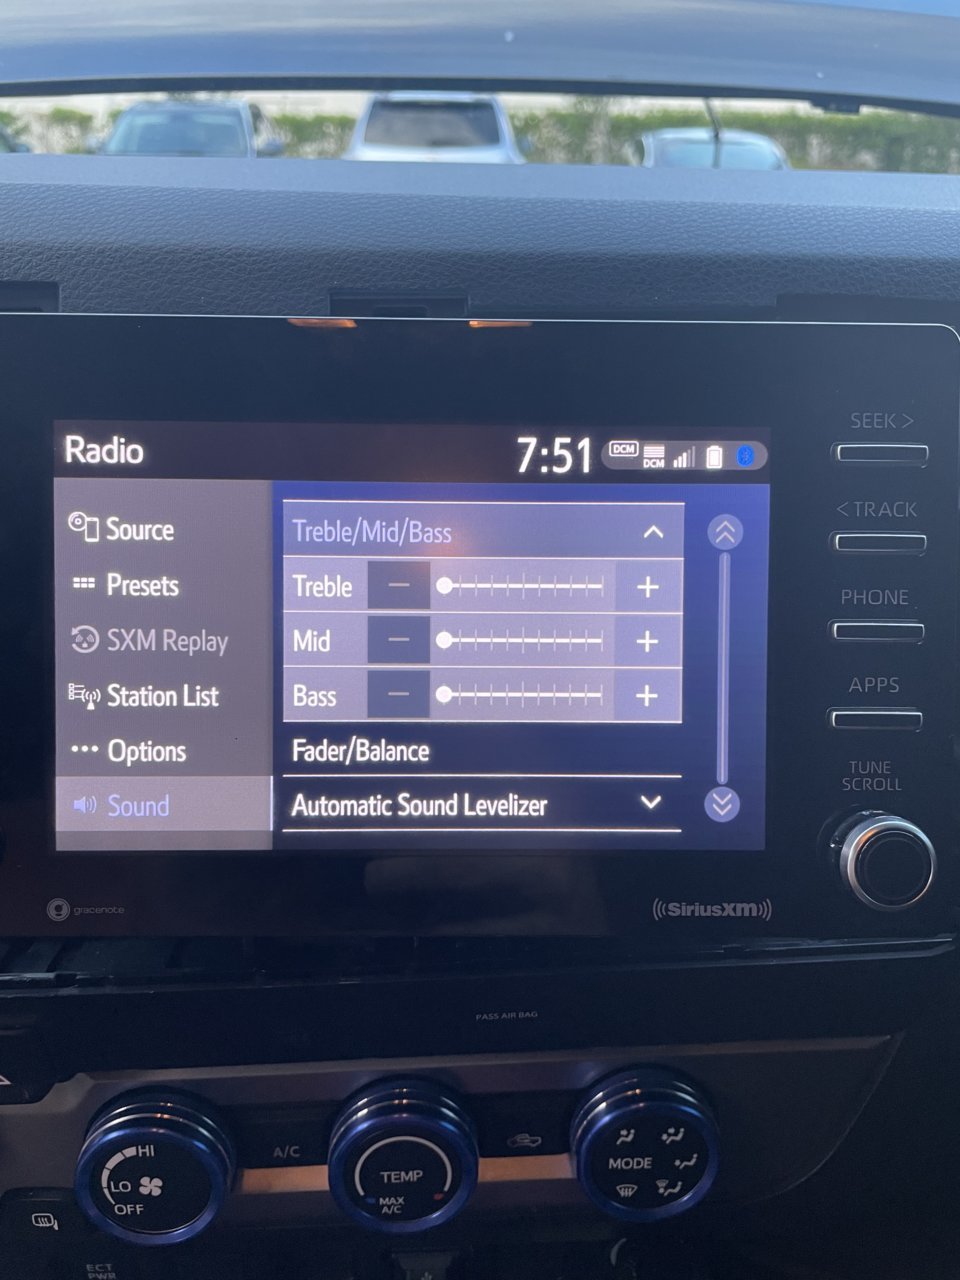 SEEK >
Radio
7:51
DCM
DCM
< TRACK
Source
Treble/Mid/Bass
Presets
Treble
PHONE
SXM Replay
Mid
Station List
Bass
APPS
Options
Fader/Balance
TUNE
SCROLL
Sound
Automatic Sound Levelizer
gracenote
SiriusXM
PASS AIR BAG
HI
LO
OFF
A/C
TEMP
MAX
A/C
MODE
ECT
PWR